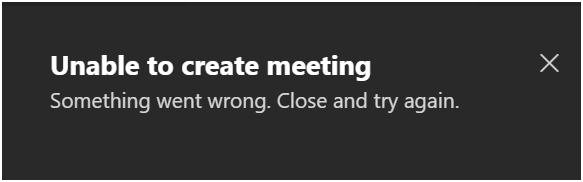 Unable to create meeting
Something went wrong. Close and try again.